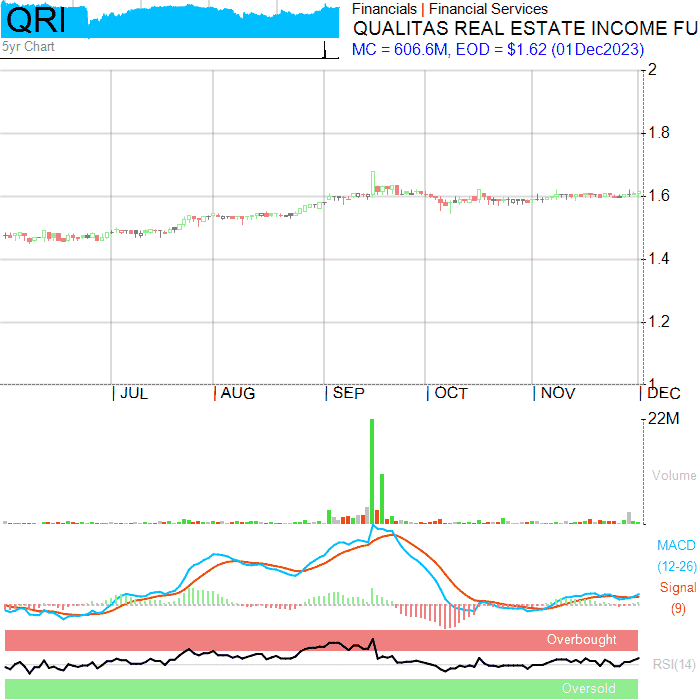 QRI
Financials | Financial Services
QUALITAS REAL ESTATE INCOME FU
5yr Chart
MC = 606.6M, EOD = $1.62 (01Dec2023)
2
1.8
1.6
1.4
1.2
1
JUL
AUG
SEP
OCT
NOV
DEC
22M
Volume
MACD
(12-26)
Signal
(9)
Overbought
RSI(14)
Oversold